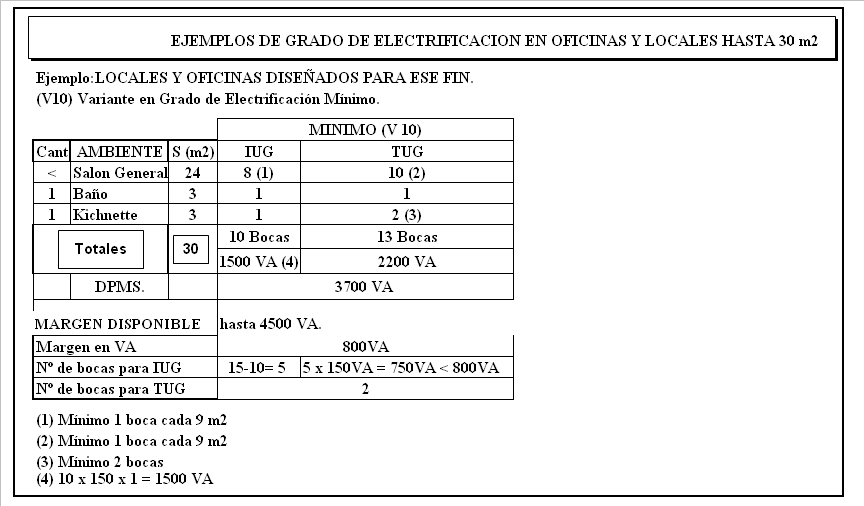 EJEMPLOS DE GRADO DE ELECTRIFICACION EN OFICINAS Y LOCALES HASTA 30 m2
Ejemplo:LOCALES Y OFICINAS DISEÑADOS PARA ESE FIN.
(V10) Variante en Grado de Electrificación Mínimo.
MINIMO (V 10)
Cant AMBIENTE S (m2) IUG TUG
< Salon General 24 8 (1) 10 (2)
1 Baño 3 1 1
1 Kichnette 3 1 2 (3)
Totales 30 10 Bocas 13 Bocas
1500 VA (4) 2200 VA
DPMS. 3700 VA
MARGEN DISPONIBLE hasta 4500 VA.
Margen en VA 800VA
Nº de bocas para IUG 15-10= 5 5 x 150VA = 750VA < 800VA
Nº de bocas para TUG 2
(1) Mínimo 1 boca cada 9 m2
(2) Mínimo 1 boca cada 9 m2
(3) Mínimo 2 bocas
(4) 10 x 150 x 1 = 1500 VA